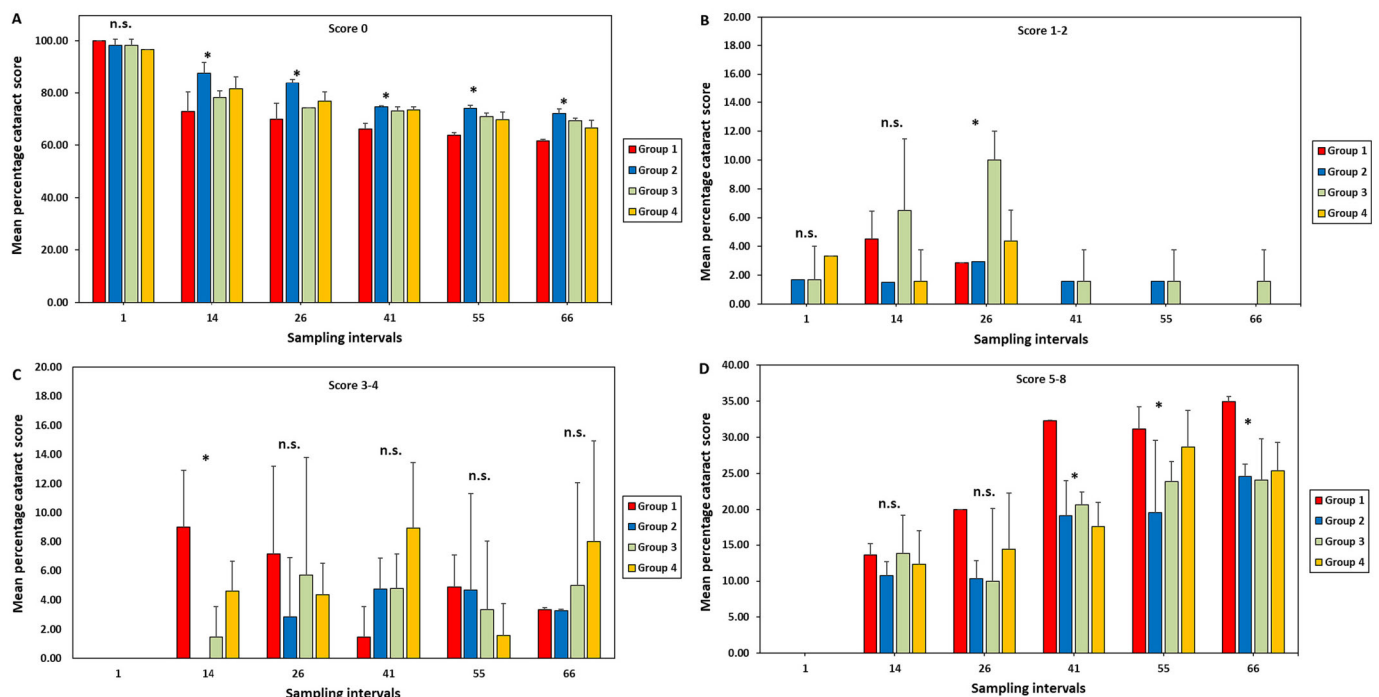 A
Score 0
n.s.
*
*
*
*
*
Mean percentage cataract score
100.00
80.00
60.00
40.00
20.00
0.00
1
14
26
41
55
66
Sampling intervals
Group 1
Group 2
Group 3
Group 4
B
Score 1-2
n.s.
n.s.
*
Mean percentage cataract score
20.00
18.00
16.00
14.00
12.00
10.00
8.00
6.00
4.00
2.00
0.00
1
14
26
41
55
66
Sampling intervals
Group 1
Group 2
Group 3
Group 4
C
Score 3-4
*
n.s.
n.s.
n.s.
n.s.
Mean percentage cataract score
20.00
18.00
16.00
14.00
12.00
10.00
8.00
6.00
4.00
2.00
0.00
1
14
26
41
55
66
Sampling intervals
Group 1
Group 2
Group 3
Group 4
D
Score 5-8
n.s.
n.s.
*
*
*
Mean percentage cataract score
40.00
35.00
30.00
25.00
20.00
15.00
10.00
5.00
0.00
1
14
26
41
55
66
Sampling intervals
Group 1
Group 2
Group 3
Group 4